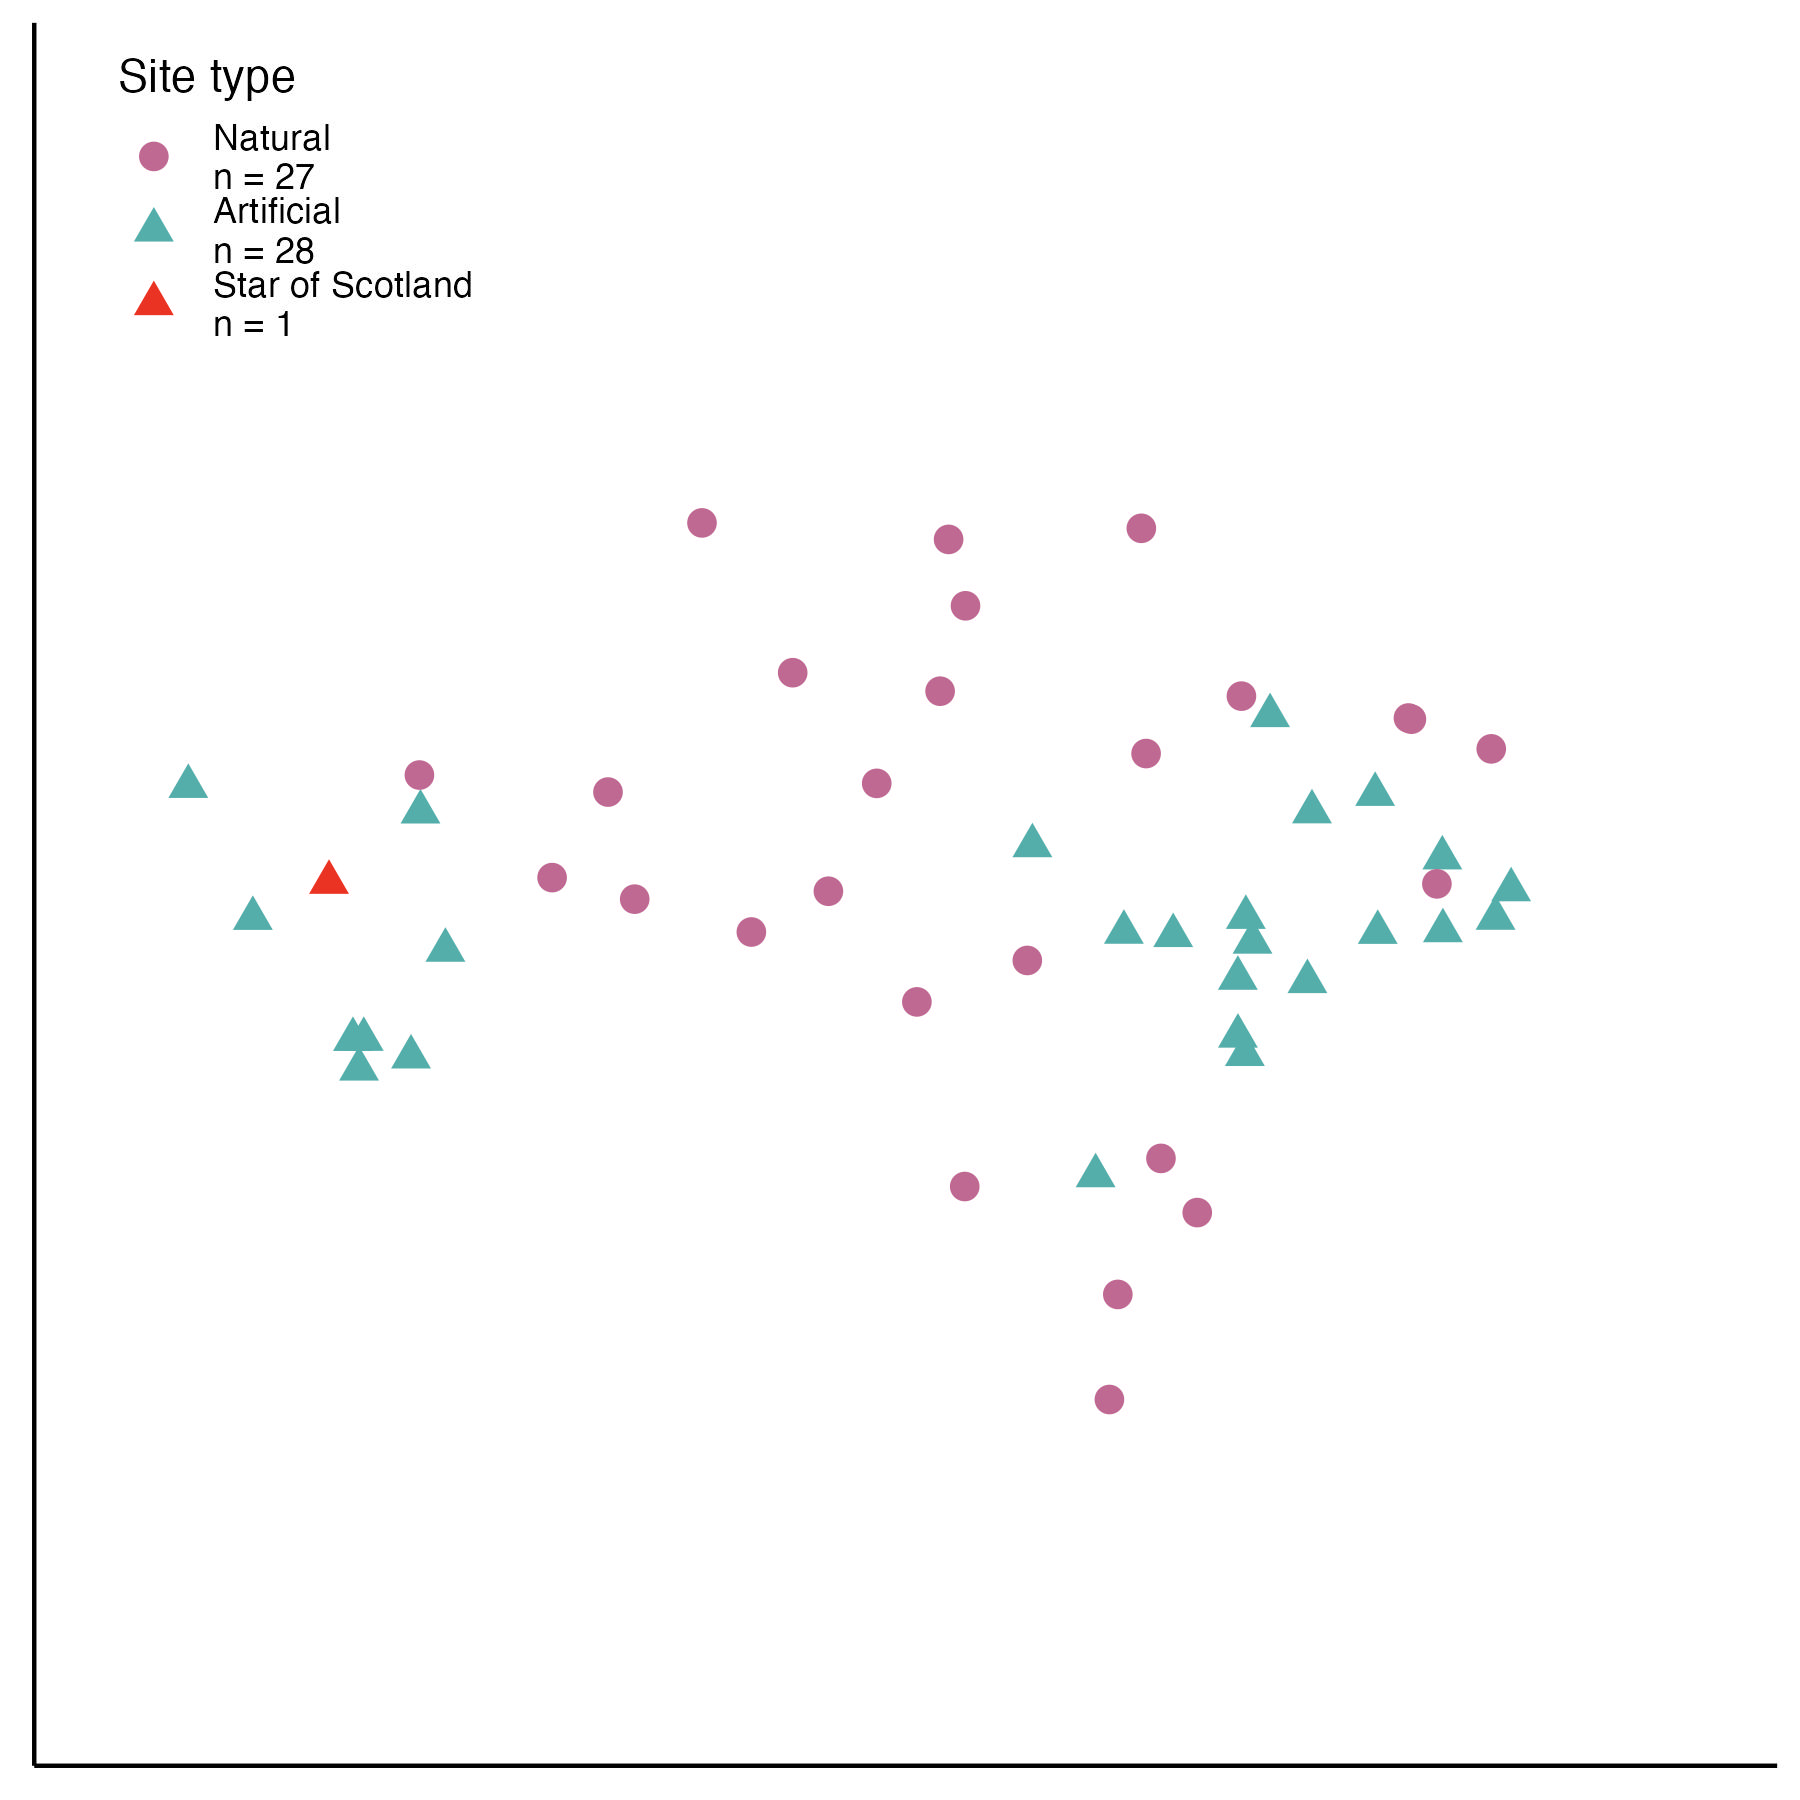 Site type
Natural
n = 27
Artificial
n = 28
Star of Scotland
n = 1